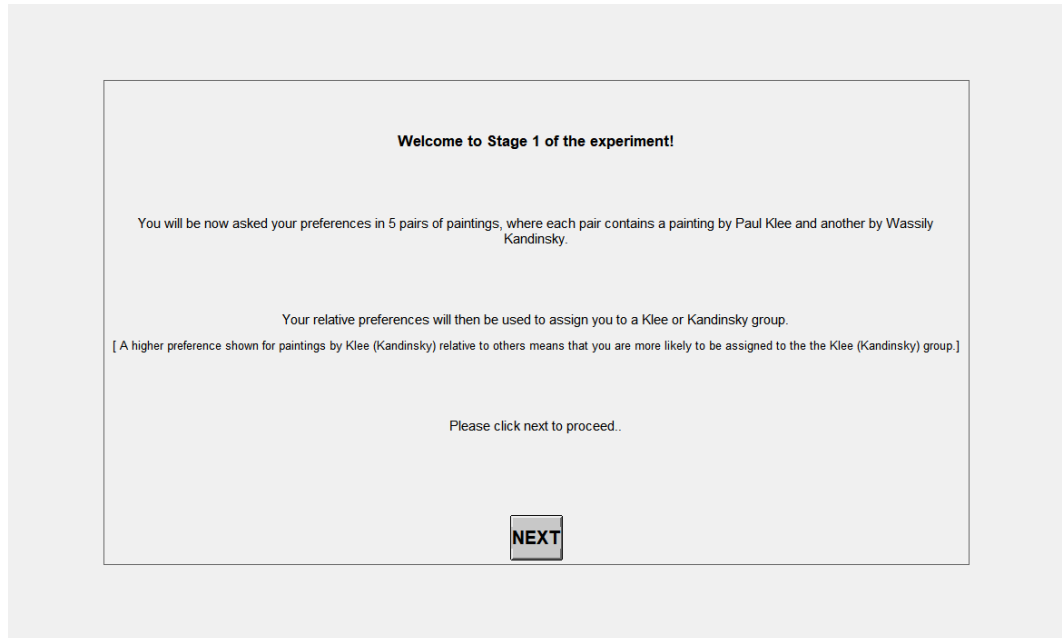 Welcome to Stage 1 of the experiment!
You will be now asked your preferences in 5 pairs of paintings, where each pair contains a painting by Paul Klee and another by Wassily
Kandinsky.
Your relative preferences will then be used to assign you to a Klee or Kandinsky group.
[ A higher preference shown for paintings by Klee (Kandinsky) relative to others means that you are more likely to be assigned to the the Klee (Kandinsky) group.]
Please click next to proceed..
NEXT